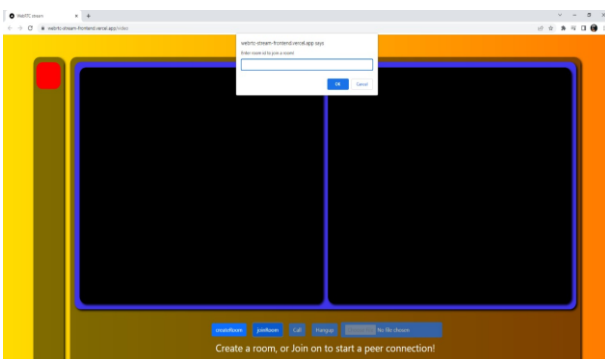 WebRTC stream
webrtc-stream-frontend.vercel.app/video
webrtc-stream-frontend.vercel.app says
Enter room id to join a room!
OK
Cancel
createRoom
joinRoom
Call
Hangup
No file chosen
Create a room, or Join on to start a peer connection!